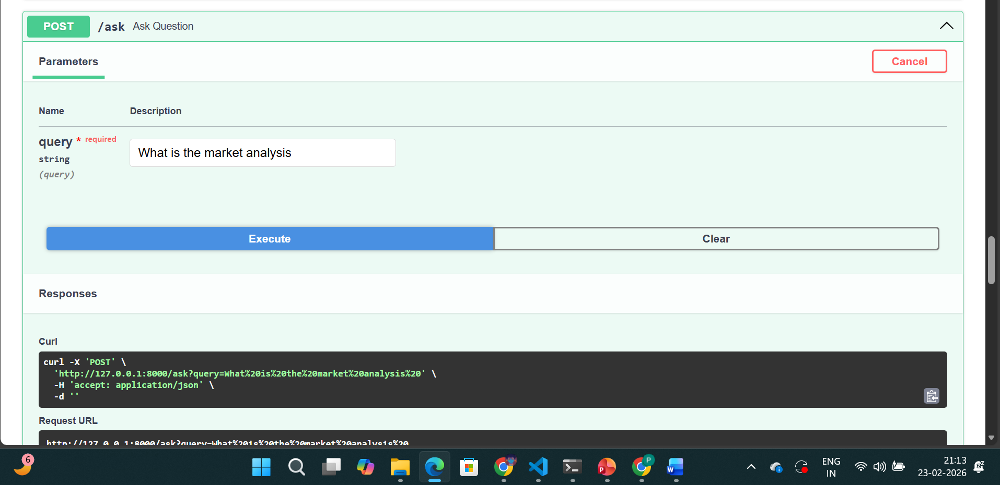 POST /ask Ask Question
Parameters
Cancel
Name Description
query * required
string
(query)
What is the market analysis
Execute
Clear
Responses
Curl
curl -X 'POST' \
'http://127.0.0.1:8000/ask?query=What%20is%20the%20market%20analysis%20' \
-H 'accept: application/json' \
-d ''
Request URL
http://127.0.0.1:8000/ask?query=What%20is%20the%20market%20analysis%20
6
P
P
W
ENG
IN
21:13
23-02-2026